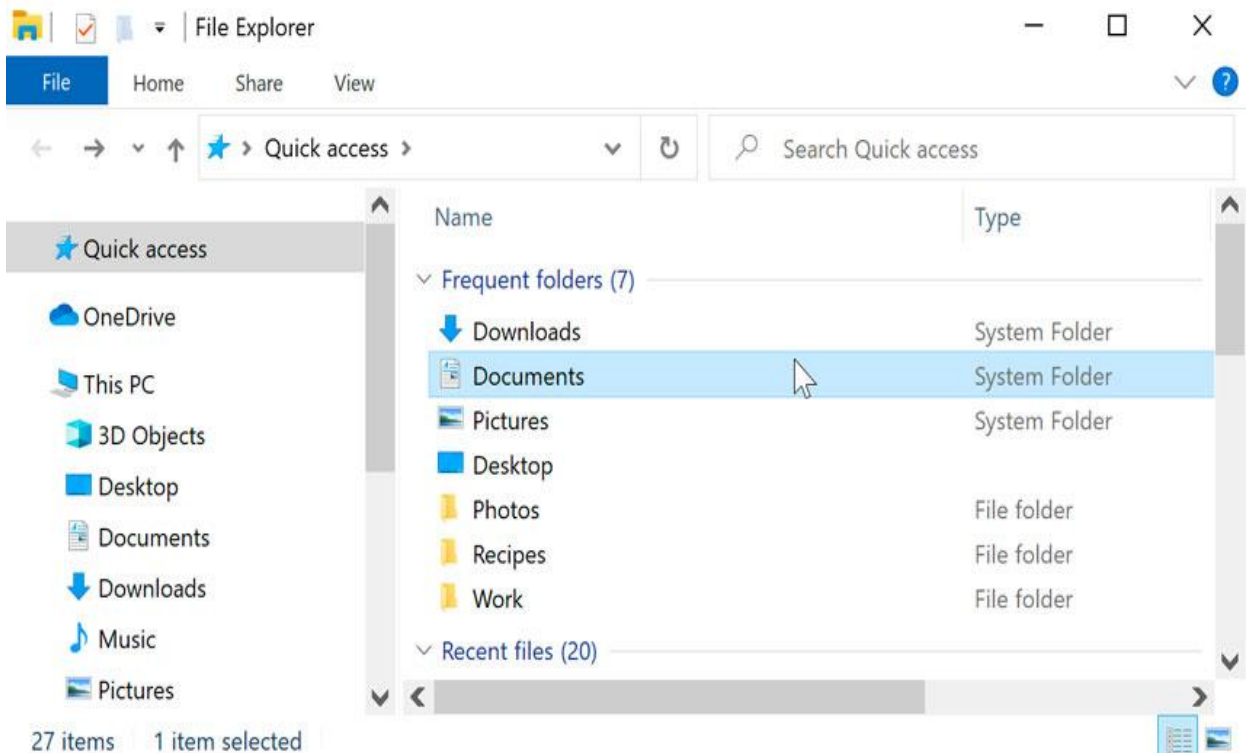 File Explorer
File Home Share View
Quick access
Search Quick access
Quick access
OneDrive
This PC
3D Objects
Desktop
Documents
Downloads
Music
Pictures
Name Type
Frequent folders (7)
Downloads System Folder
Documents System Folder
Pictures System Folder
Desktop
Photos File folder
Recipes File folder
Work File folder
Recent files (20)
27 items 1 item selected